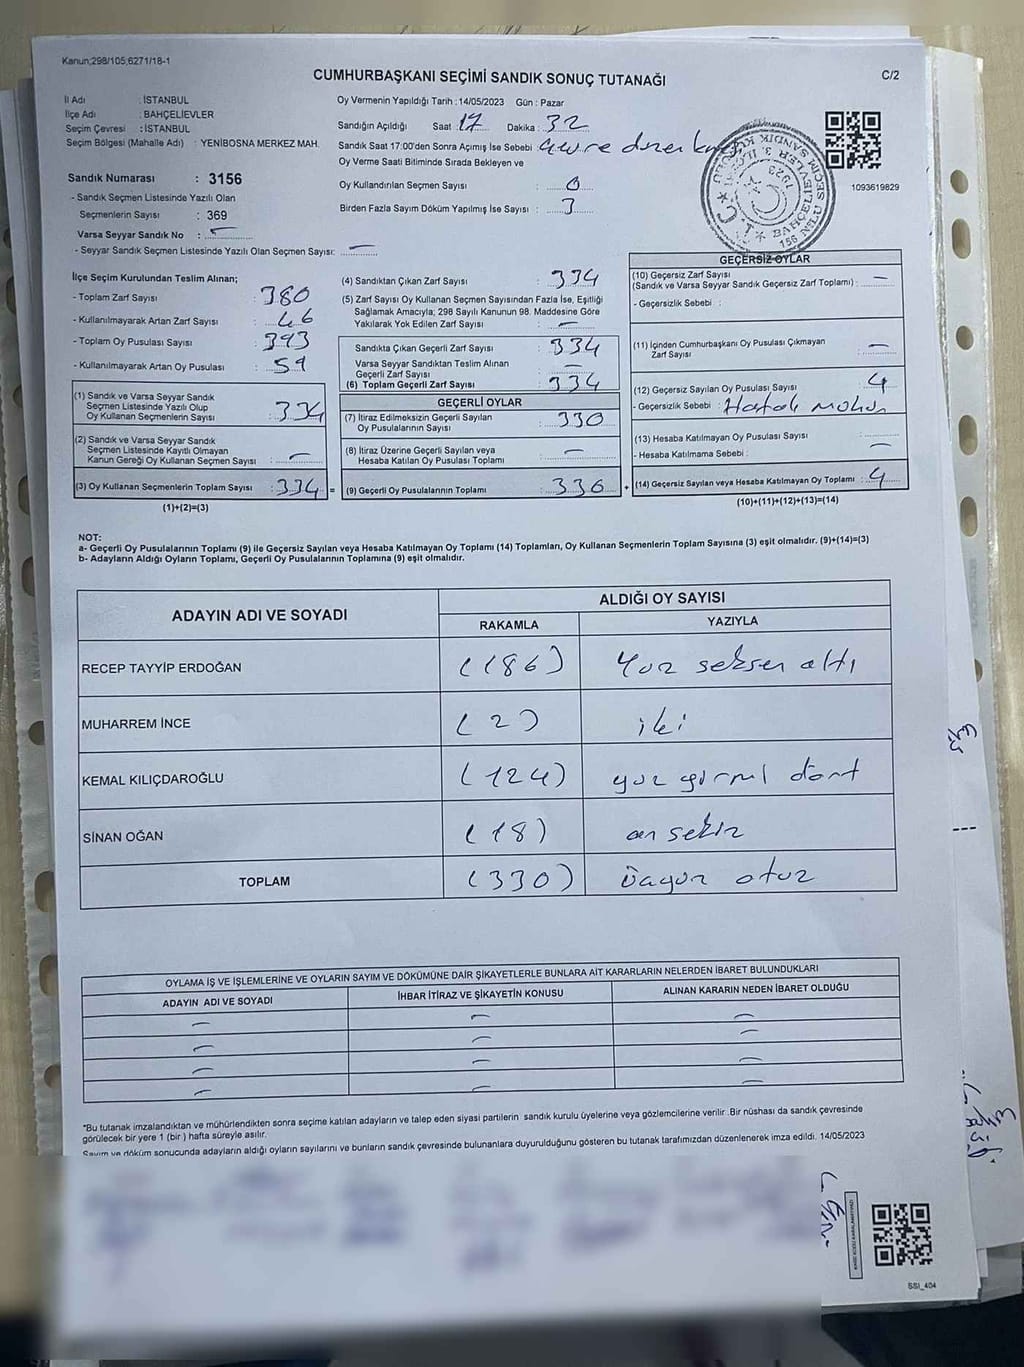 Kanun;298/105;6271/18-1
CUMHURBAŞKANI SEÇİMİ SANDIK SONUÇ TUTANAĞI
C/2
İl Adı : İSTANBUL
İlçe Adı : BAHÇELİEVLER
Seçim Çevresi : İSTANBUL
Seçim Bölgesi (Mahalle Adı) : YENİBOSNA MERKEZ MAH.
Sandık Numarası : 3156
- Sandık Seçmen Listesinde Yazılı Olan
Seçmenlerin Sayısı : 369
Varsa Seyyar Sandık No : -
- Seyyar Sandık Seçmen Listesinde Yazılı Olan Seçmen Sayısı: -
Oy Vermenin Yapıldığı Tarih : 14/05/2023 Gün : Pazar
Sandığın Açıldığı Saat : 17 Dakika : 32
Sandık Saat 17:00'den Sonra Açımış İse Sebebi
Oy Verme Saati Bitiminde Sırada Bekleyen ve
Oy Kullandırılan Seçmen Sayısı : 0
Birden Fazla Sayım Döküm Yapılmış İse Sayısı : 3
1093619829
İlçe Seçim Kurulundan Teslim Alınan;
- Toplam Zarf Sayısı : 380
- Kullanılmayarak Artan Zarf Sayısı : 46
- Toplam Oy Pusulası Sayısı : 393
- Kullanılmayarak Artan Oy Pusulası : 59
(1) Sandık ve Varsa Seyyar Sandık
Seçmen Listesinde Yazılı Olup
Oy Kullanan Seçmenlerin Sayısı : 334
(2) Sandık ve Varsa Seyyar Sandık
Seçmen Listesinde Kayıtlı Olmayan
Kanun Gereği Oy Kullanan Seçmen Sayısı : -
(3) Oy Kullanan Seçmenlerin Toplam Sayısı : 334 =
(1)+(2)=(3)
(4) Sandıktan Çıkan Zarf Sayısı : 334
(5) Zarf Sayısı Oy Kullanan Seçmen Sayısından Fazla İse, Eşitliği
Sağlamak Amacıyla; 298 Sayılı Kanunun 98. Maddesine Göre
Yakılarak Yok Edilen Zarf Sayısı : -
Sandıkta Çıkan Geçerli Zarf Sayısı : 334
Varsa Seyyar Sandıktan Teslim Alınan
Geçerli Zarf Sayısı : -
(6) Toplam Geçerli Zarf Sayısı : 334
GEÇERLİ OYLAR
(7) İtiraz Edilmeksizin Geçerli Sayılan
Oy Pusulalarının Sayısı : 330
(8) İtiraz Üzerine Geçerli Sayılan veya
Hesaba Katılan Oy Pusulası Toplamı : -
(9) Geçerli Oy Pusulalarının Toplamı : 330 +
GEÇERSİZ OYLAR
(10) Geçersiz Zarf Sayısı
(Sandık ve Varsa Seyyar Sandık Geçersiz Zarf Toplamı) : -
- Geçersizlik Sebebi :
(11) İçinden Cumhurbaşkanı Oy Pusulası Çıkmayan
Zarf Sayısı : -
(12) Geçersiz Sayılan Oy Pusulası Sayısı : 4
- Geçersizlik Sebebi : Hatalı Mühür
(13) Hesaba Katılmayan Oy Pusulası Sayısı :
- Hesaba Katılmama Sebebi : -
(14) Geçersiz Sayılan veya Hesaba Katılmayan Oy Toplamı : 4
(10)+(11)+(12)+(13)=(14)
NOT:
a- Geçerli Oy Pusulalarının Toplamı (9) ile Geçersiz Sayılan veya Hesaba Katılmayan Oy Toplamı (14) Toplamları, Oy Kullanan Seçmenlerin Toplam Sayısına (3) eşit olmalıdır. (9)+(14)=(3)
b- Adayların Aldığı Oyların Toplamı, Geçerli Oy Pusulalarının Toplamına (9) eşit olmalıdır.
ADAYIN ADI VE SOYADI ALDIĞI OY SAYISI
RAKAMLA YAZIYLA
RECEP TAYYİP ERDOĞAN (186) Yüz seksen altı
MUHARREM İNCE (2) iki
KEMAL KILIÇDAROĞLU (124) yüz yirmi dört
SİNAN OĞAN (18) on sekiz
TOPLAM (330) üçyüz otuz
OYLAMA İŞ VE İŞLEMLERİNE VE OYLARIN SAYIM VE DÖKÜMÜNE DAİR ŞİKAYETLERLE BUNLARA AİT KARARLARIN NELERDEN İBARET BULUNDUKLARI
ADAYIN ADI VE SOYADI İHBAR İTİRAZ VE ŞİKAYETİN KONUSU ALINAN KARARIN NEDEN İBARET OLDUĞU
*Bu tutanak imzalandıktan ve mühürlendikten sonra seçime katılan adayların ve talep eden siyasi partilerin sandık kurulu üyelerine veya gözlemcilerine verilir .Bir nüshası da sandık çevresinde
görülecek bir yere 1 (bir ) hafta süreyle asılır.
Sayım ve döküm sonucunda adayların aldığı oyların sayılarını ve bunların sandık çevresinde bulunanlara duyurulduğunu gösteren bu tutanak tarafımızdan düzenlenerek imza edildi. 14/05/2023
SSI_404